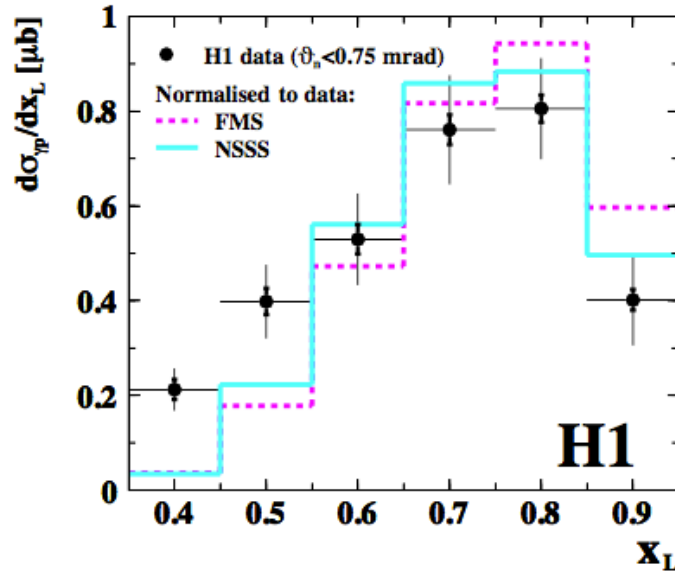 dσγp/dxL [μb]
H1 data (ϑn<0.75 mrad)
Normalised to data:
FMS
NSSS
1
0.8
0.6
0.4
0.2
0
H1
0.4 0.5 0.6 0.7 0.8 0.9
xL